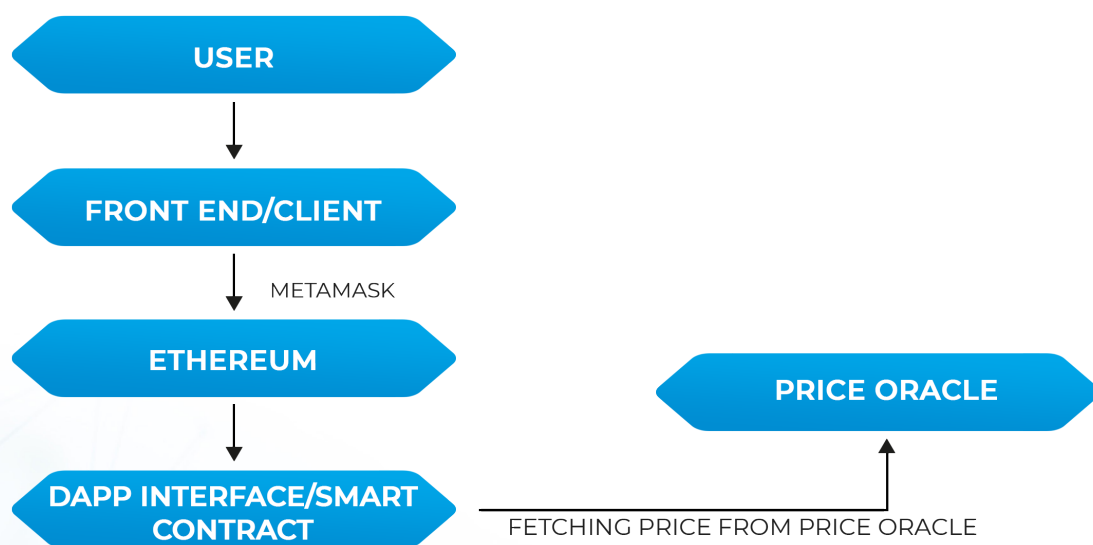 USER
FRONT END/CLIENT
METAMASK
ETHEREUM
PRICE ORACLE
DAPP INTERFACE/SMART
CONTRACT
FETCHING PRICE FROM PRICE ORACLE